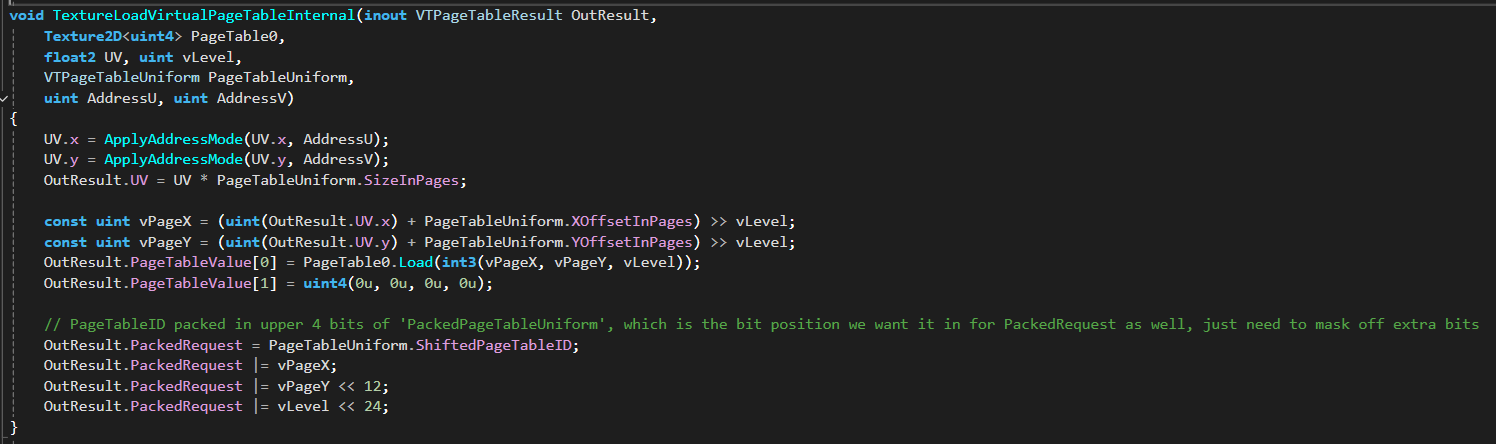 void TextureLoadVirtualPageTableInternal(inout VTPageTableResult OutResult,
    Texture2D<uint4> PageTable0,
    float2 UV, uint vLevel,
    VTPageTableUniform PageTableUniform,
    uint AddressU, uint AddressV)
{
    UV.x = ApplyAddressMode(UV.x, AddressU);
    UV.y = ApplyAddressMode(UV.y, AddressV);
    OutResult.UV = UV * PageTableUniform.SizeInPages;

    const uint vPageX = (uint(OutResult.UV.x) + PageTableUniform.XOffsetInPages) >> vLevel;
    const uint vPageY = (uint(OutResult.UV.y) + PageTableUniform.YOffsetInPages) >> vLevel;
    OutResult.PageTableValue[0] = PageTable0.Load(int3(vPageX, vPageY, vLevel));
    OutResult.PageTableValue[1] = uint4(0u, 0u, 0u, 0u);

    // PageTableID packed in upper 4 bits of 'PackedPageTableUniform', which is the bit position we want it in for PackedRequest as well, just need to mask off extra bits
    OutResult.PackedRequest = PageTableUniform.ShiftedPageTableID;
    OutResult.PackedRequest |= vPageX;
    OutResult.PackedRequest |= vPageY << 12;
    OutResult.PackedRequest |= vLevel << 24;
}